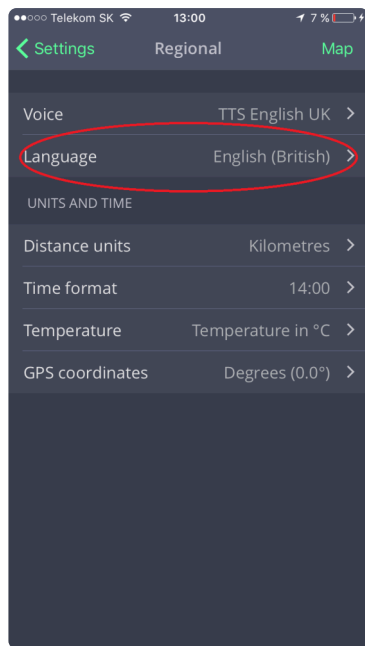 Telekom SK 13:00 7 %
Settings Regional Map
Voice TTS English UK
Language English (British)
UNITS AND TIME
Distance units Kilometres
Time format 14:00
Temperature Temperature in °C
GPS coordinates Degrees (0.0°)